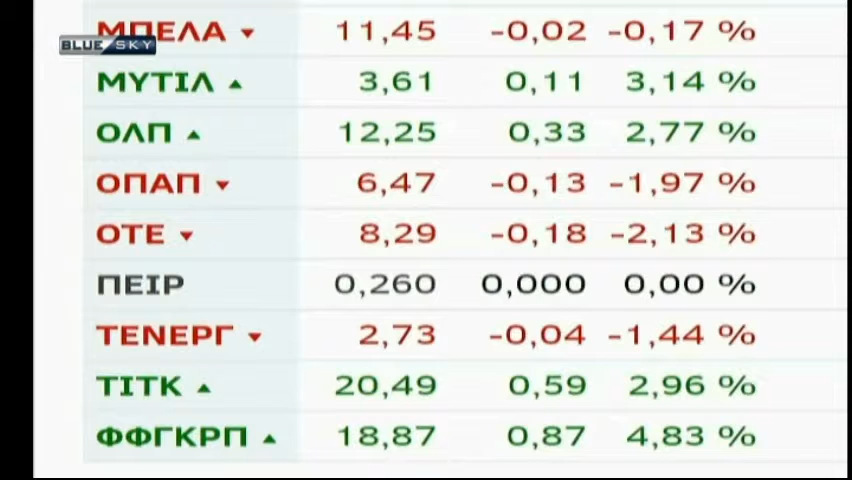 ΜΠΕΛΑ 11,45 -0,02 -0,17 %
BLUE SKY
ΜΥΤΙΛ 3,61 0,11 3,14 %
ΟΛΠ 12,25 0,33 2,77 %
ΟΠΑΠ 6,47 -0,13 -1,97 %
ΟΤΕ 8,29 -0,18 -2,13 %
ΠΕΙΡ 0,260 0,000 0,00 %
ΤΕΝΕΡΓ 2,73 -0,04 -1,44 %
ΤΙΤΚ 20,49 0,59 2,96 %
ΦΦΓΚΡΠ 18,87 0,87 4,83 %